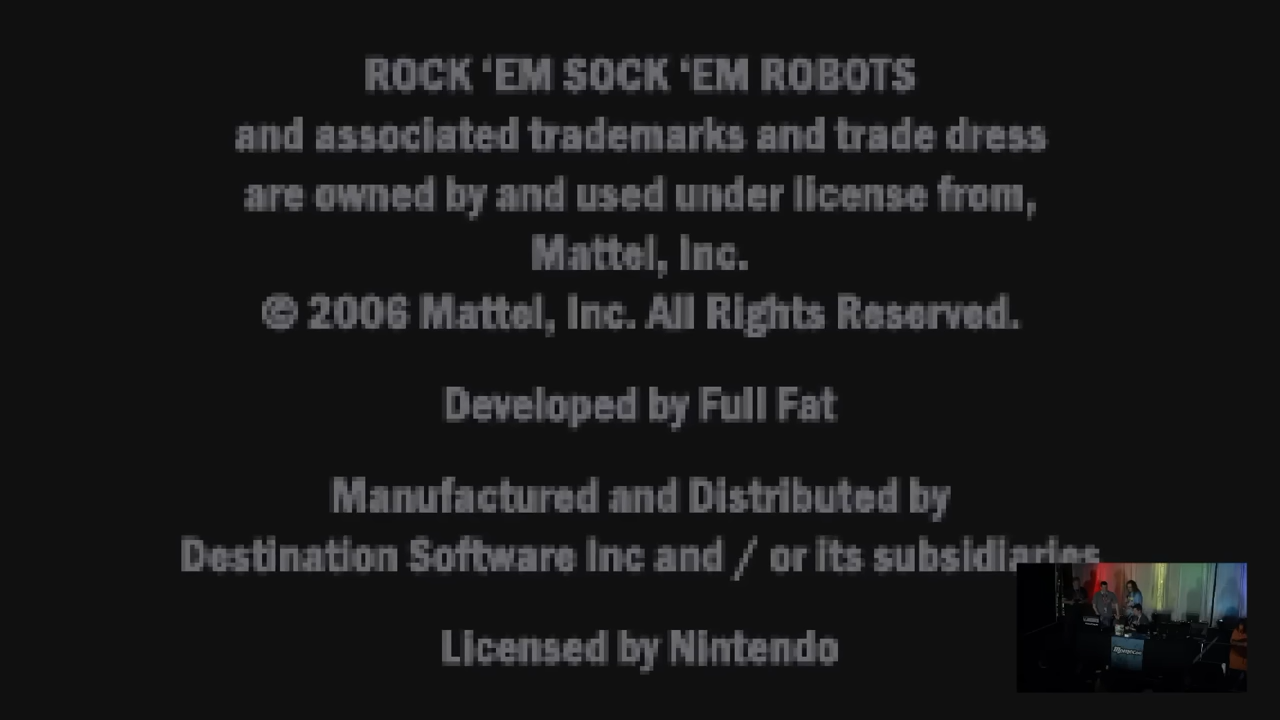 ROCK ‘EM SOCK ‘EM ROBOTS
and associated trademarks and trade dress
are owned by and used under license from,
Mattel, Inc.
© 2006 Mattel, Inc. All Rights Reserved.
Developed by Full Fat
Manufactured and Distributed by
Destination Software Inc and / or its subsidiaries
Licensed by Nintendo